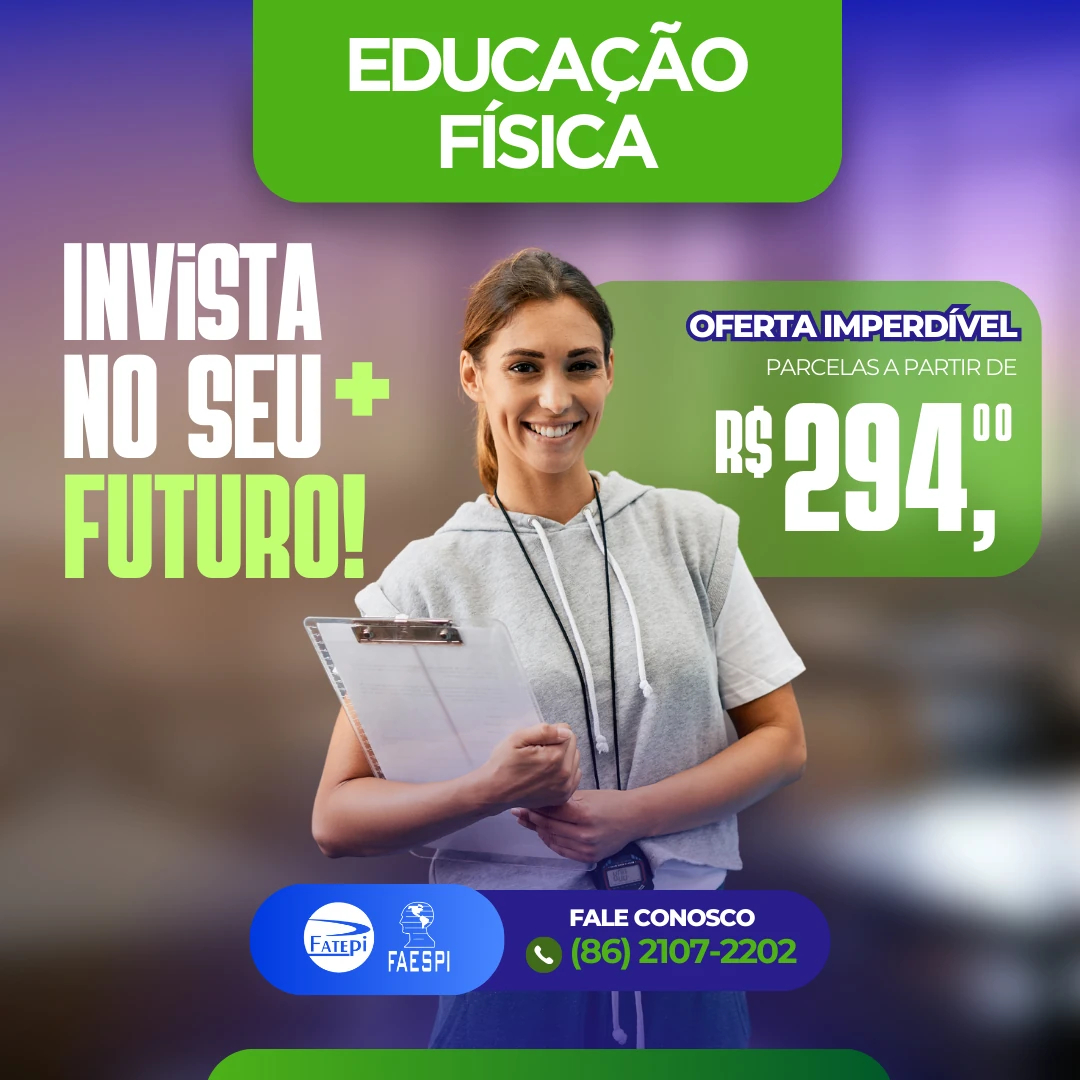 EDUCAÇÃO
FÍSICA
INViSTA
NO SEU +
FUTURO!
OFERTA IMPERDÍVEL
PARCELAS A PARTIR DE
R$ 294,00
FATEPI
FAESPI
FALE CONOSCO
(86) 2107-2202